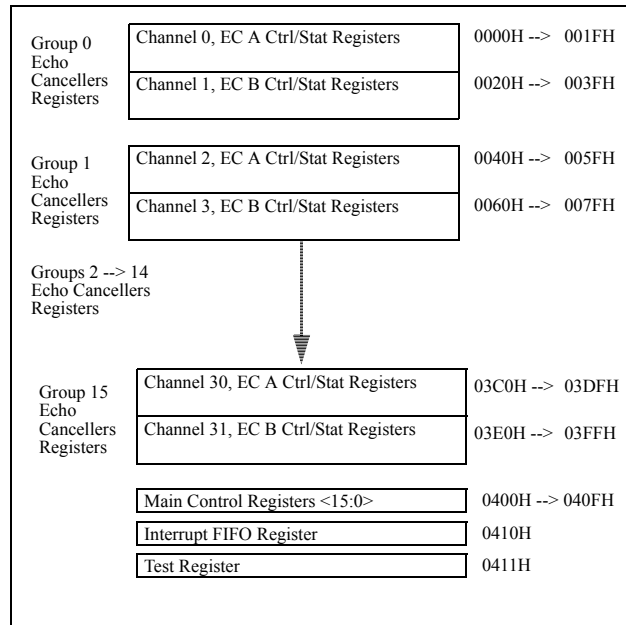 Group 0
Echo
Cancellers
Registers
Channel 0, EC A Ctrl/Stat Registers
0000H --> 001FH
Channel 1, EC B Ctrl/Stat Registers
0020H --> 003FH
Group 1
Echo
Cancellers
Registers
Channel 2, EC A Ctrl/Stat Registers
0040H --> 005FH
Channel 3, EC B Ctrl/Stat Registers
0060H --> 007FH
Groups 2 --> 14
Echo Cancellers
Registers
Group 15
Echo
Cancellers
Registers
Channel 30, EC A Ctrl/Stat Registers
03C0H --> 03DFH
Channel 31, EC B Ctrl/Stat Registers
03E0H --> 03FFH
Main Control Registers <15:0>
0400H --> 040FH
Interrupt FIFO Register
0410H
Test Register
0411H